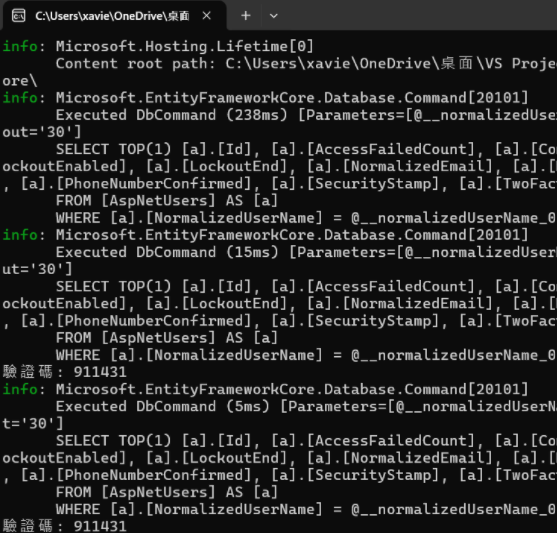 C:\Users\xavie\OneDrive\桌面
info: Microsoft.Hosting.Lifetime[0]
Content root path: C:\Users\xavie\OneDrive\桌面\VS Proje
ore\
info: Microsoft.EntityFrameworkCore.Database.Command[20101]
Executed DbCommand (238ms) [Parameters=[@__normalizedUse
out='30']
SELECT TOP(1) [a].[Id], [a].[AccessFailedCount], [a].[Co
ockoutEnabled], [a].[LockoutEnd], [a].[NormalizedEmail], [a].[
, [a].[PhoneNumberConfirmed], [a].[SecurityStamp], [a].[TwoFac
FROM [AspNetUsers] AS [a]
WHERE [a].[NormalizedUserName] = @__normalizedUserName_0
info: Microsoft.EntityFrameworkCore.Database.Command[20101]
Executed DbCommand (15ms) [Parameters=[@__normalizedUser
ut='30']
SELECT TOP(1) [a].[Id], [a].[AccessFailedCount], [a].[Co
ockoutEnabled], [a].[LockoutEnd], [a].[NormalizedEmail], [a].[
, [a].[PhoneNumberConfirmed], [a].[SecurityStamp], [a].[TwoFac
FROM [AspNetUsers] AS [a]
WHERE [a].[NormalizedUserName] = @__normalizedUserName_0
驗證碼: 911431
info: Microsoft.EntityFrameworkCore.Database.Command[20101]
Executed DbCommand (5ms) [Parameters=[@__normalizedUserN
t='30']
SELECT TOP(1) [a].[Id], [a].[AccessFailedCount], [a].[Co
ockoutEnabled], [a].[LockoutEnd], [a].[NormalizedEmail], [a].[
, [a].[PhoneNumberConfirmed], [a].[SecurityStamp], [a].[TwoFac
FROM [AspNetUsers] AS [a]
WHERE [a].[NormalizedUserName] = @__normalizedUserName_0
驗證碼: 911431